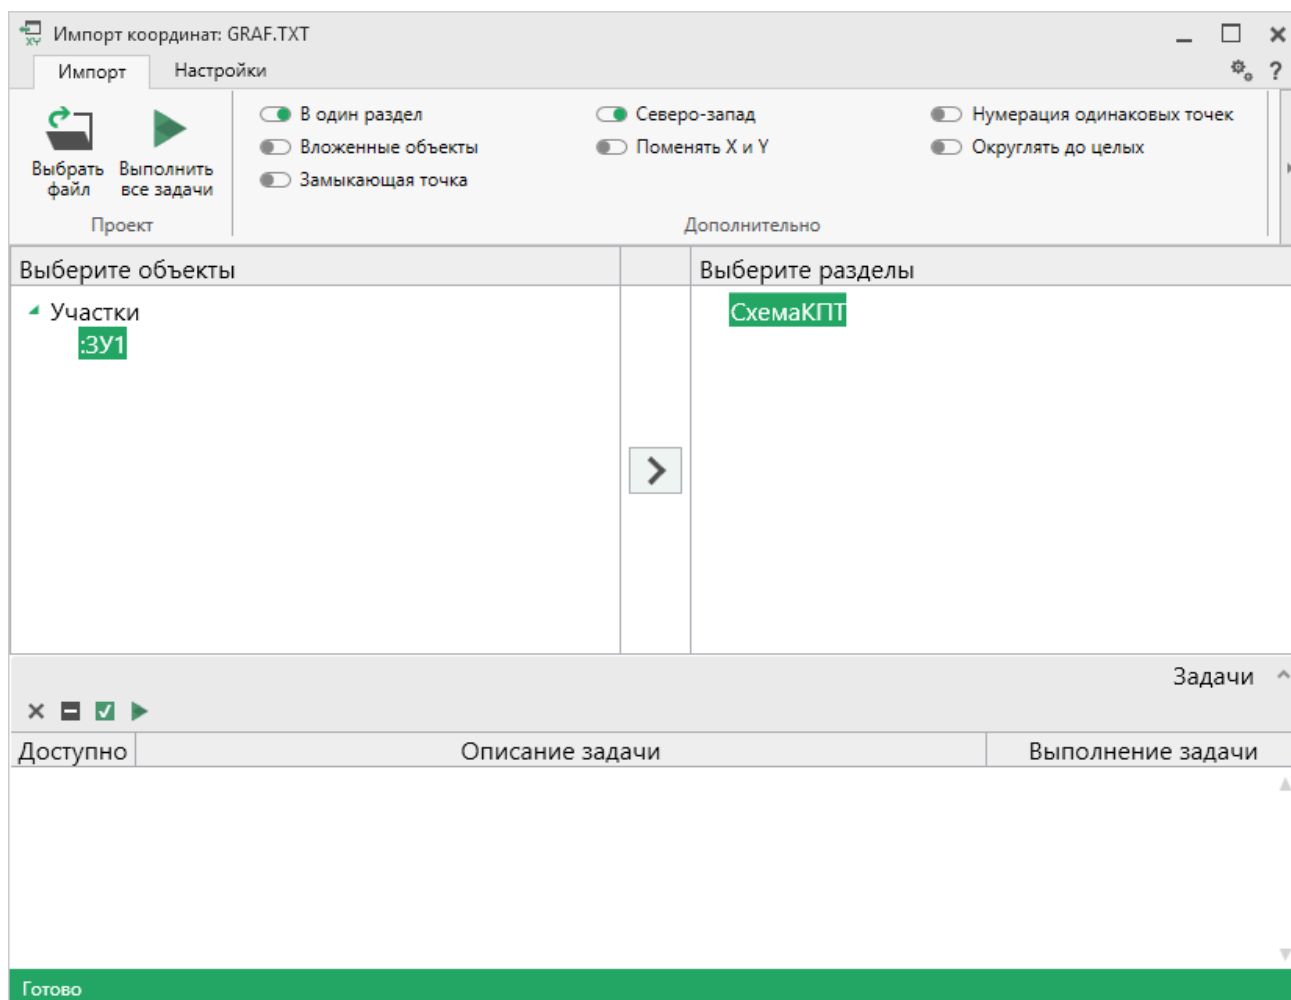 XY Импорт координат: GRAF.TXT
Импорт Настройки ?
Выбрать файл
Выполнить все задачи
Проект
В один раздел
Вложенные объекты
Замыкающая точка
Северо-запад
Поменять X и Y
Нумерация одинаковых точек
Округлять до целых
Дополнительно
Выберите объекты
Выберите разделы
Участки
:ЗУ1
СхемаКПТ
Задачи
Доступно Описание задачи Выполнение задачи
Готово